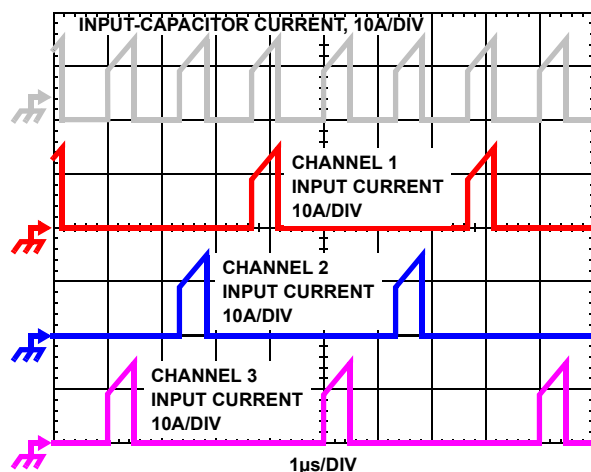 INPUT-CAPACITOR CURRENT, 10A/DIV
CHANNEL 1
INPUT CURRENT
10A/DIV
CHANNEL 2
INPUT CURRENT
10A/DIV
CHANNEL 3
INPUT CURRENT
10A/DIV
1µs/DIV